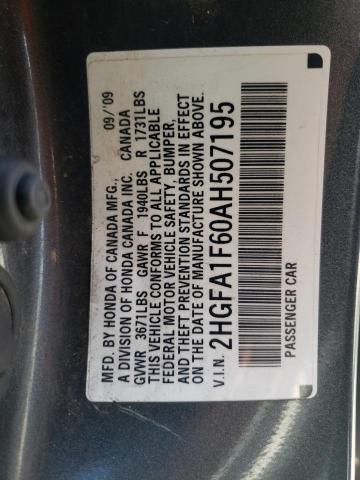 MFD. BY HONDA OF CANADA MFG. 09/'09
A DIVISION OF HONDA CANADA INC. CANADA
GVWR 3671LBS GAWR F 1940LBS R 1731LBS
THIS VEHICLE CONFORMS TO ALL APPLICABLE
FEDERAL MOTOR VEHICLE SAFETY, BUMPER,
AND THEFT PREVENTION STANDARDS IN EFFECT
ON THE DATE OF MANUFACTURE SHOWN ABOVE.
V.I.N. 2HGFA1F60AH507195
PASSENGER CAR